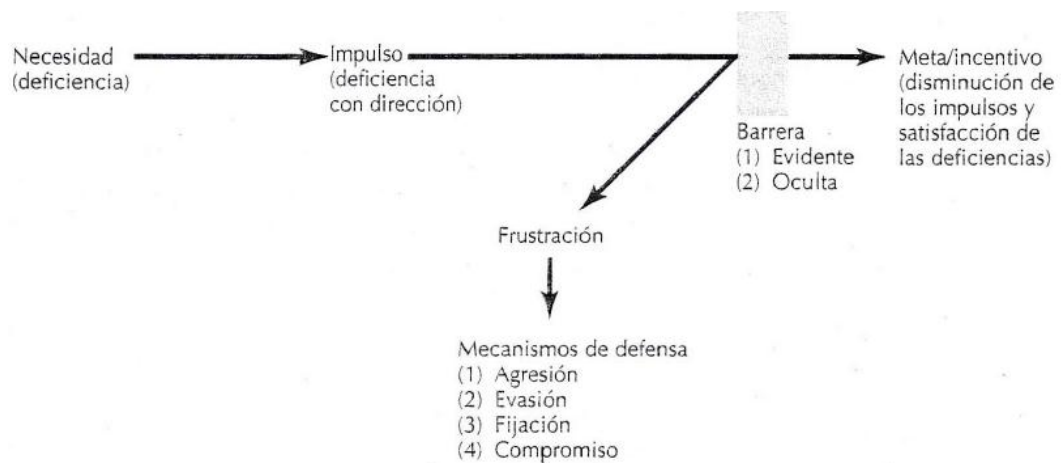 Necesidad
(deficiencia)
Impulso
(deficiencia
con dirección)
Barrera
(1) Evidente
(2) Oculta
Meta/incentivo
(disminución de
los impulsos y
satisfacción de
las deficiencias)
Frustración
Mecanismos de defensa
(1) Agresión
(2) Evasión
(3) Fijación
(4) Compromiso